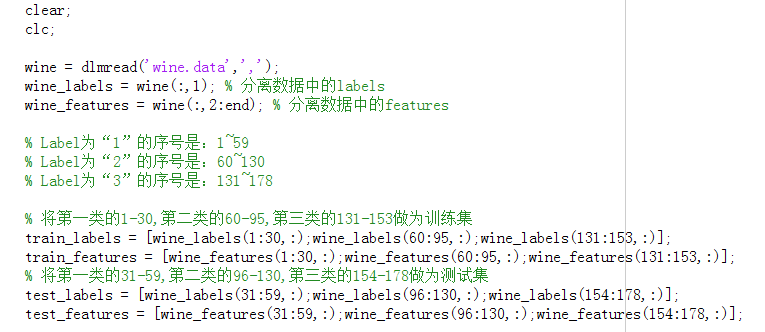 clear;
clc;
wine = dlmread('wine.data',',');
wine_labels = wine(:,1); % 分离数据中的labels
wine_features = wine(:,2:end); % 分离数据中的features
% Label为“1”的序号是：1~59
% Label为“2”的序号是：60~130
% Label为“3”的序号是：131~178
% 将第一类的1-30,第二类的60-95,第三类的131-153做为训练集
train_labels = [wine_labels(1:30,:);wine_labels(60:95,:);wine_labels(131:153,:)];
train_features = [wine_features(1:30,:);wine_features(60:95,:);wine_features(131:153,:)];
% 将第一类的31-59,第二类的96-130,第三类的154-178做为测试集
test_labels = [wine_labels(31:59,:);wine_labels(96:130,:);wine_labels(154:178,:)];
test_features = [wine_features(31:59,:);wine_features(96:130,:);wine_features(154:178,:)];